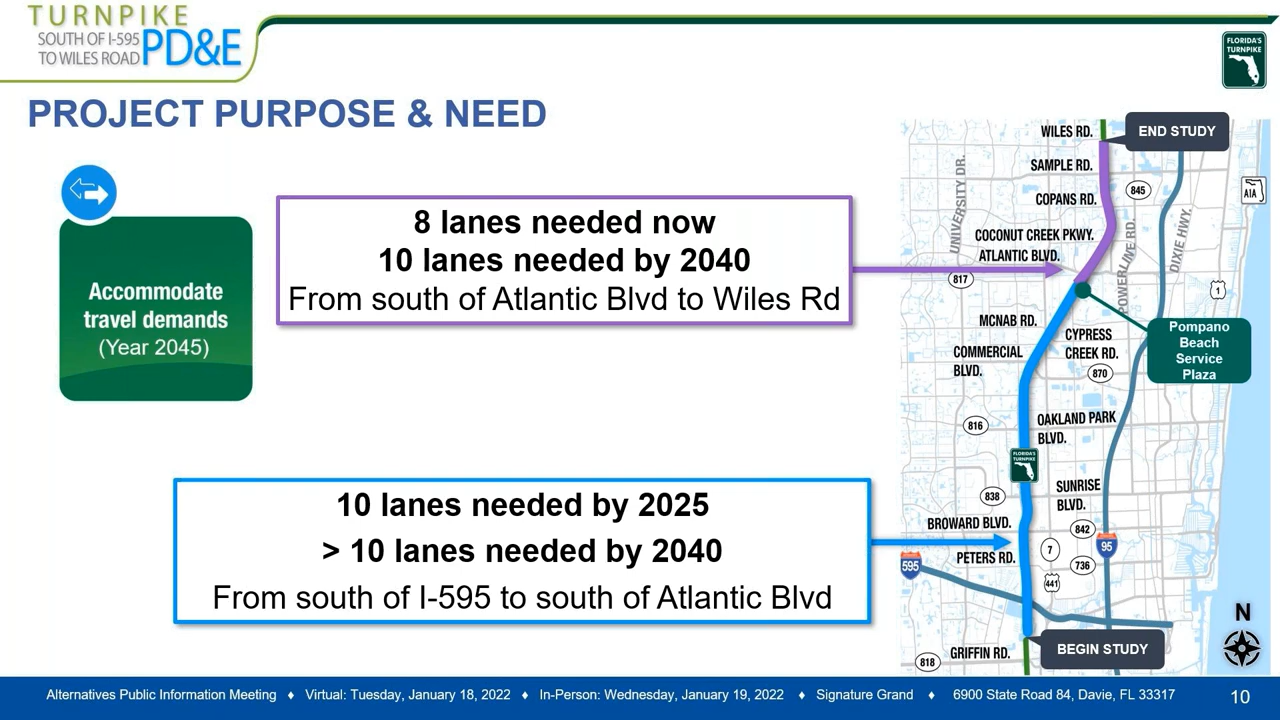 TURNPIKE
SOUTH OF I-595
TO WILES ROAD
PD&E
FLORIDA'S
TURNPIKE
PROJECT PURPOSE & NEED
Accommodate
travel demands
(Year 2045)
8 lanes needed now
10 lanes needed by 2040
From south of Atlantic Blvd to Wiles Rd
10 lanes needed by 2025
> 10 lanes needed by 2040
From south of I-595 to south of Atlantic Blvd
WILES RD.
END STUDY
SAMPLE RD.
845
A1A
COPANS RD.
UNIVERSITY DR.
COCONUT CREEK PKWY.
ATLANTIC BLVD.
POWERLINE RD.
DIXIE HWY.
817
1
MCNAB RD.
Pompano
Beach
Service
Plaza
CYPRESS
CREEK RD.
COMMERCIAL
BLVD.
870
OAKLAND PARK
BLVD.
816
FLORIDA'S
TURNPIKE
SUNRISE
BLVD.
838
BROWARD BLVD.
842
7
95
PETERS RD.
595
736
441
N
GRIFFIN RD.
BEGIN STUDY
818
Alternatives Public Information Meeting ♦ Virtual: Tuesday, January 18, 2022 ♦ In-Person: Wednesday, January 19, 2022 ♦ Signature Grand ♦ 6900 State Road 84, Davie, FL 33317
10